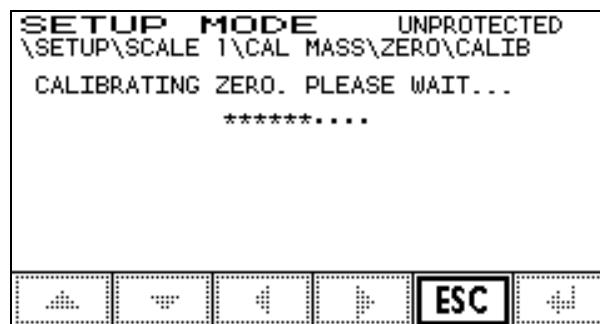 SETUP MODE UNPROTECTED
\SETUP\SCALE 1\CAL MASS\ZERO\CALIB
CALIBRATING ZERO. PLEASE WAIT...
******....
ESC